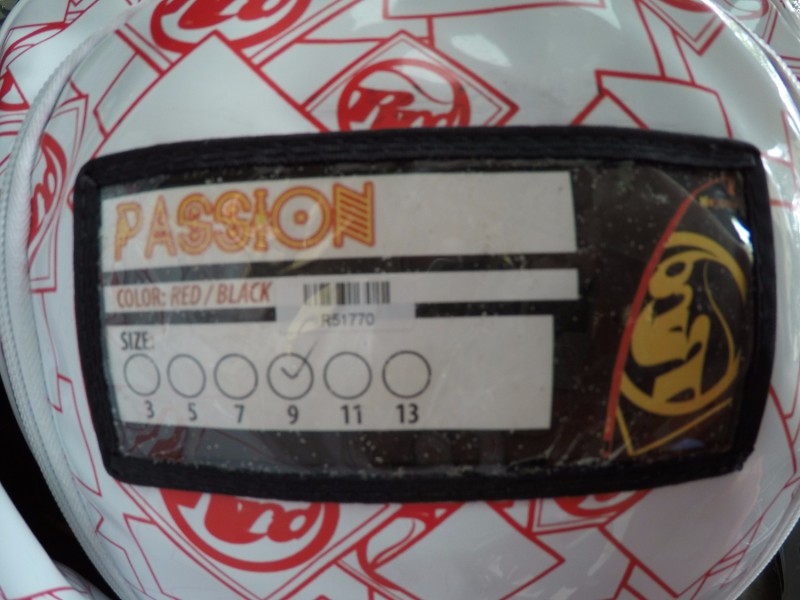 PASSION
COLOR: RED / BLACK
R51770
SIZE:
3 5 7 9 11 13